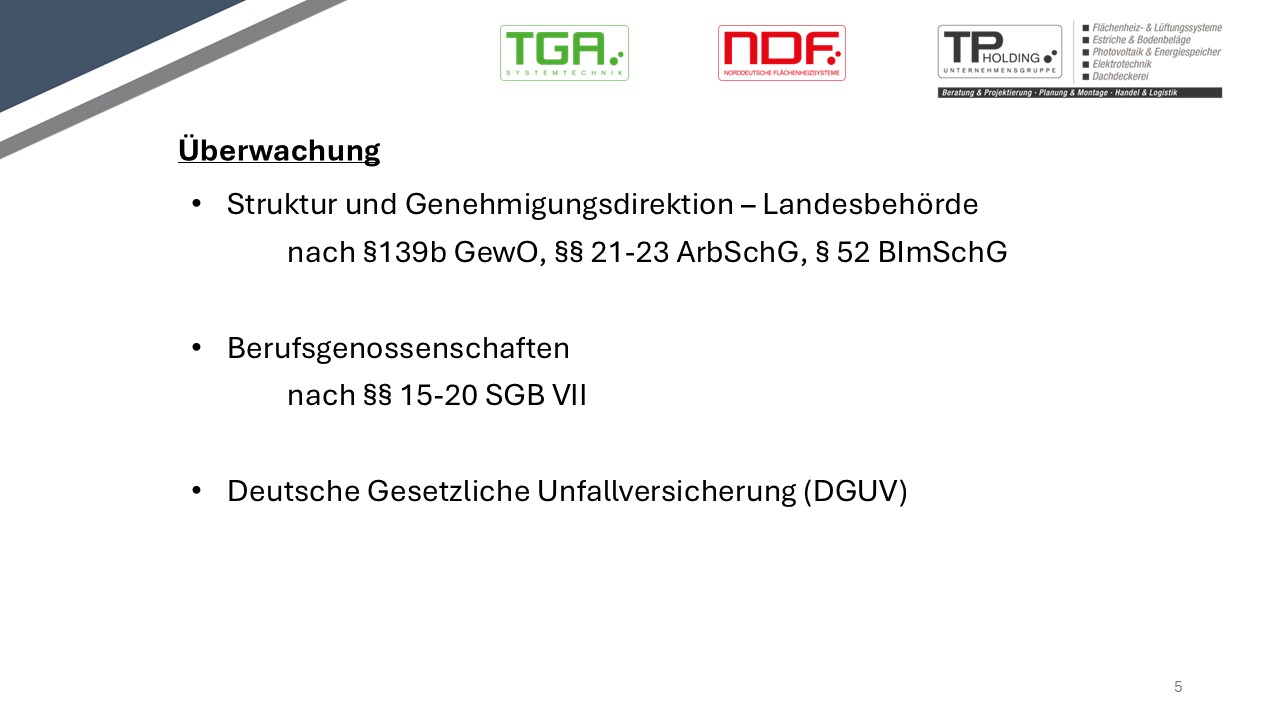 TGA
SYSTEMTECHNIK
NDF
NORDDEUTSCHE FLÄCHENHEIZSYSTEME
TP HOLDING
UNTERNEHMENSGRUPPE
■ Flächenheiz- & Lüftungssysteme
■ Estriche & Bodenbeläge
■ Photovoltaik & Energiespeicher
■ Elektrotechnik
■ Dachdeckerei
Beratung & Projektierung · Planung & Montage · Handel & Logistik
Überwachung
• Struktur und Genehmigungsdirektion – Landesbehörde
nach §139b GewO, §§ 21-23 ArbSchG, § 52 BImSchG
• Berufsgenossenschaften
nach §§ 15-20 SGB VII
• Deutsche Gesetzliche Unfallversicherung (DGUV)
5